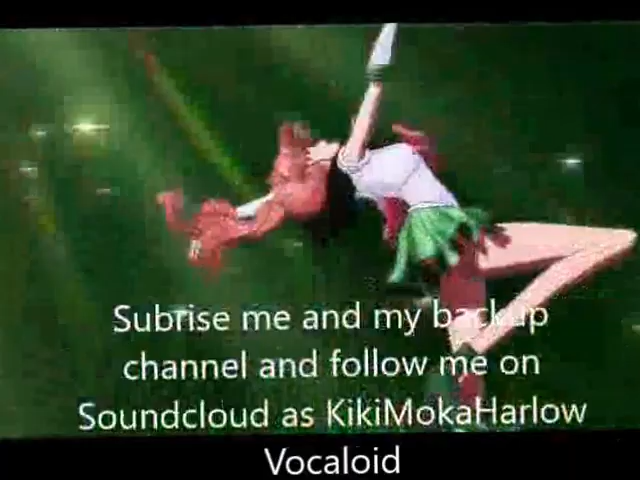 Subrise me and my backup
channel and follow me on
Soundcloud as KikiMokaHarlow
Vocaloid